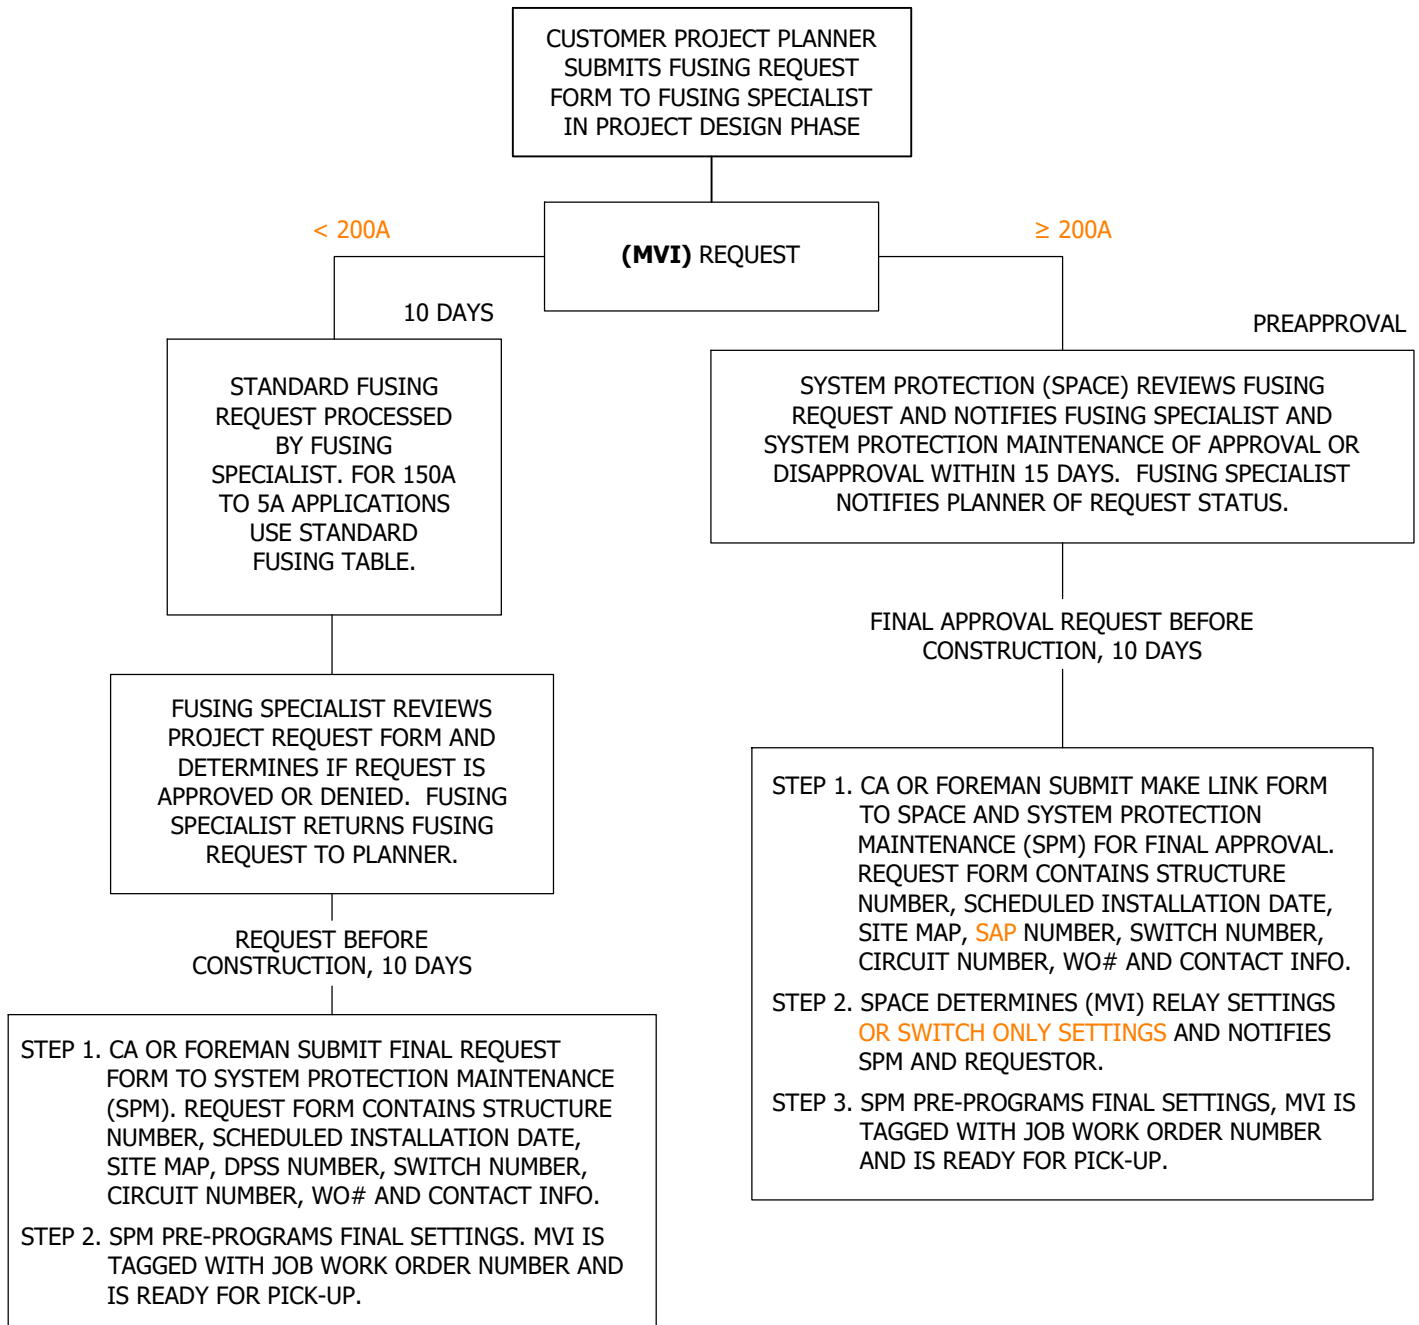 CUSTOMER PROJECT PLANNER
SUBMITS FUSING REQUEST
FORM TO FUSING SPECIALIST
IN PROJECT DESIGN PHASE
< 200A
(MVI) REQUEST
≥ 200A
10 DAYS
STANDARD FUSING
REQUEST PROCESSED
BY FUSING
SPECIALIST. FOR 150A
TO 5A APPLICATIONS
USE STANDARD
FUSING TABLE.
FUSING SPECIALIST REVIEWS
PROJECT REQUEST FORM AND
DETERMINES IF REQUEST IS
APPROVED OR DENIED.  FUSING
SPECIALIST RETURNS FUSING
REQUEST TO PLANNER.
REQUEST BEFORE
CONSTRUCTION, 10 DAYS
STEP 1. CA OR FOREMAN SUBMIT FINAL REQUEST
FORM TO SYSTEM PROTECTION MAINTENANCE
(SPM). REQUEST FORM CONTAINS STRUCTURE
NUMBER, SCHEDULED INSTALLATION DATE,
SITE MAP, DPSS NUMBER, SWITCH NUMBER,
CIRCUIT NUMBER, WO# AND CONTACT INFO.
STEP 2. SPM PRE-PROGRAMS FINAL SETTINGS. MVI IS
TAGGED WITH JOB WORK ORDER NUMBER AND
IS READY FOR PICK-UP.
PREAPPROVAL
SYSTEM PROTECTION (SPACE) REVIEWS FUSING
REQUEST AND NOTIFIES FUSING SPECIALIST AND
SYSTEM PROTECTION MAINTENANCE OF APPROVAL OR
DISAPPROVAL WITHIN 15 DAYS.  FUSING SPECIALIST
NOTIFIES PLANNER OF REQUEST STATUS.
FINAL APPROVAL REQUEST BEFORE
CONSTRUCTION, 10 DAYS
STEP 1. CA OR FOREMAN SUBMIT MAKE LINK FORM
TO SPACE AND SYSTEM PROTECTION
MAINTENANCE (SPM) FOR FINAL APPROVAL.
REQUEST FORM CONTAINS STRUCTURE
NUMBER, SCHEDULED INSTALLATION DATE,
SITE MAP, SAP NUMBER, SWITCH NUMBER,
CIRCUIT NUMBER, WO# AND CONTACT INFO.
STEP 2. SPACE DETERMINES (MVI) RELAY SETTINGS
OR SWITCH ONLY SETTINGS AND NOTIFIES
SPM AND REQUESTOR.
STEP 3. SPM PRE-PROGRAMS FINAL SETTINGS, MVI IS
TAGGED WITH JOB WORK ORDER NUMBER
AND IS READY FOR PICK-UP.